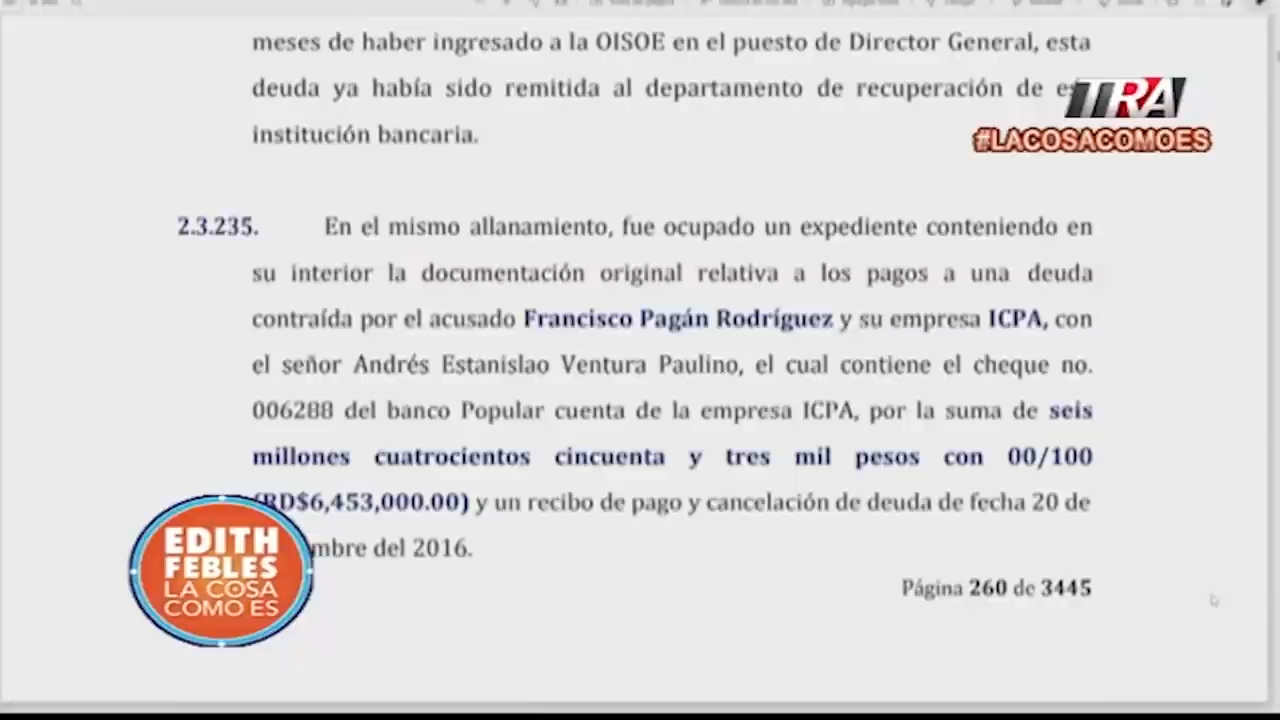 meses de haber ingresado a la OISOE en el puesto de Director General, esta
deuda ya había sido remitida al departamento de recuperación de
institución bancaria.
TRA
#LACOSACOMOES
2.3.235. En el mismo allanamiento, fue ocupado un expediente conteniendo en
su interior la documentación original relativa a los pagos a una deuda
contraída por el acusado Francisco Pagán Rodríguez y su empresa ICPA, con
el señor Andrés Estanislao Ventura Paulino, el cual contiene el cheque no.
006288 del banco Popular cuenta de la empresa ICPA, por la suma de seis
millones cuatrocientos cincuenta y tres mil pesos con 00/100
(RD$6,453,000.00) y un recibo de pago y cancelación de deuda de fecha 20 de
mbre del 2016.
Página 260 de 3445
EDITH
FEBLES
LA COSA
COMO ES